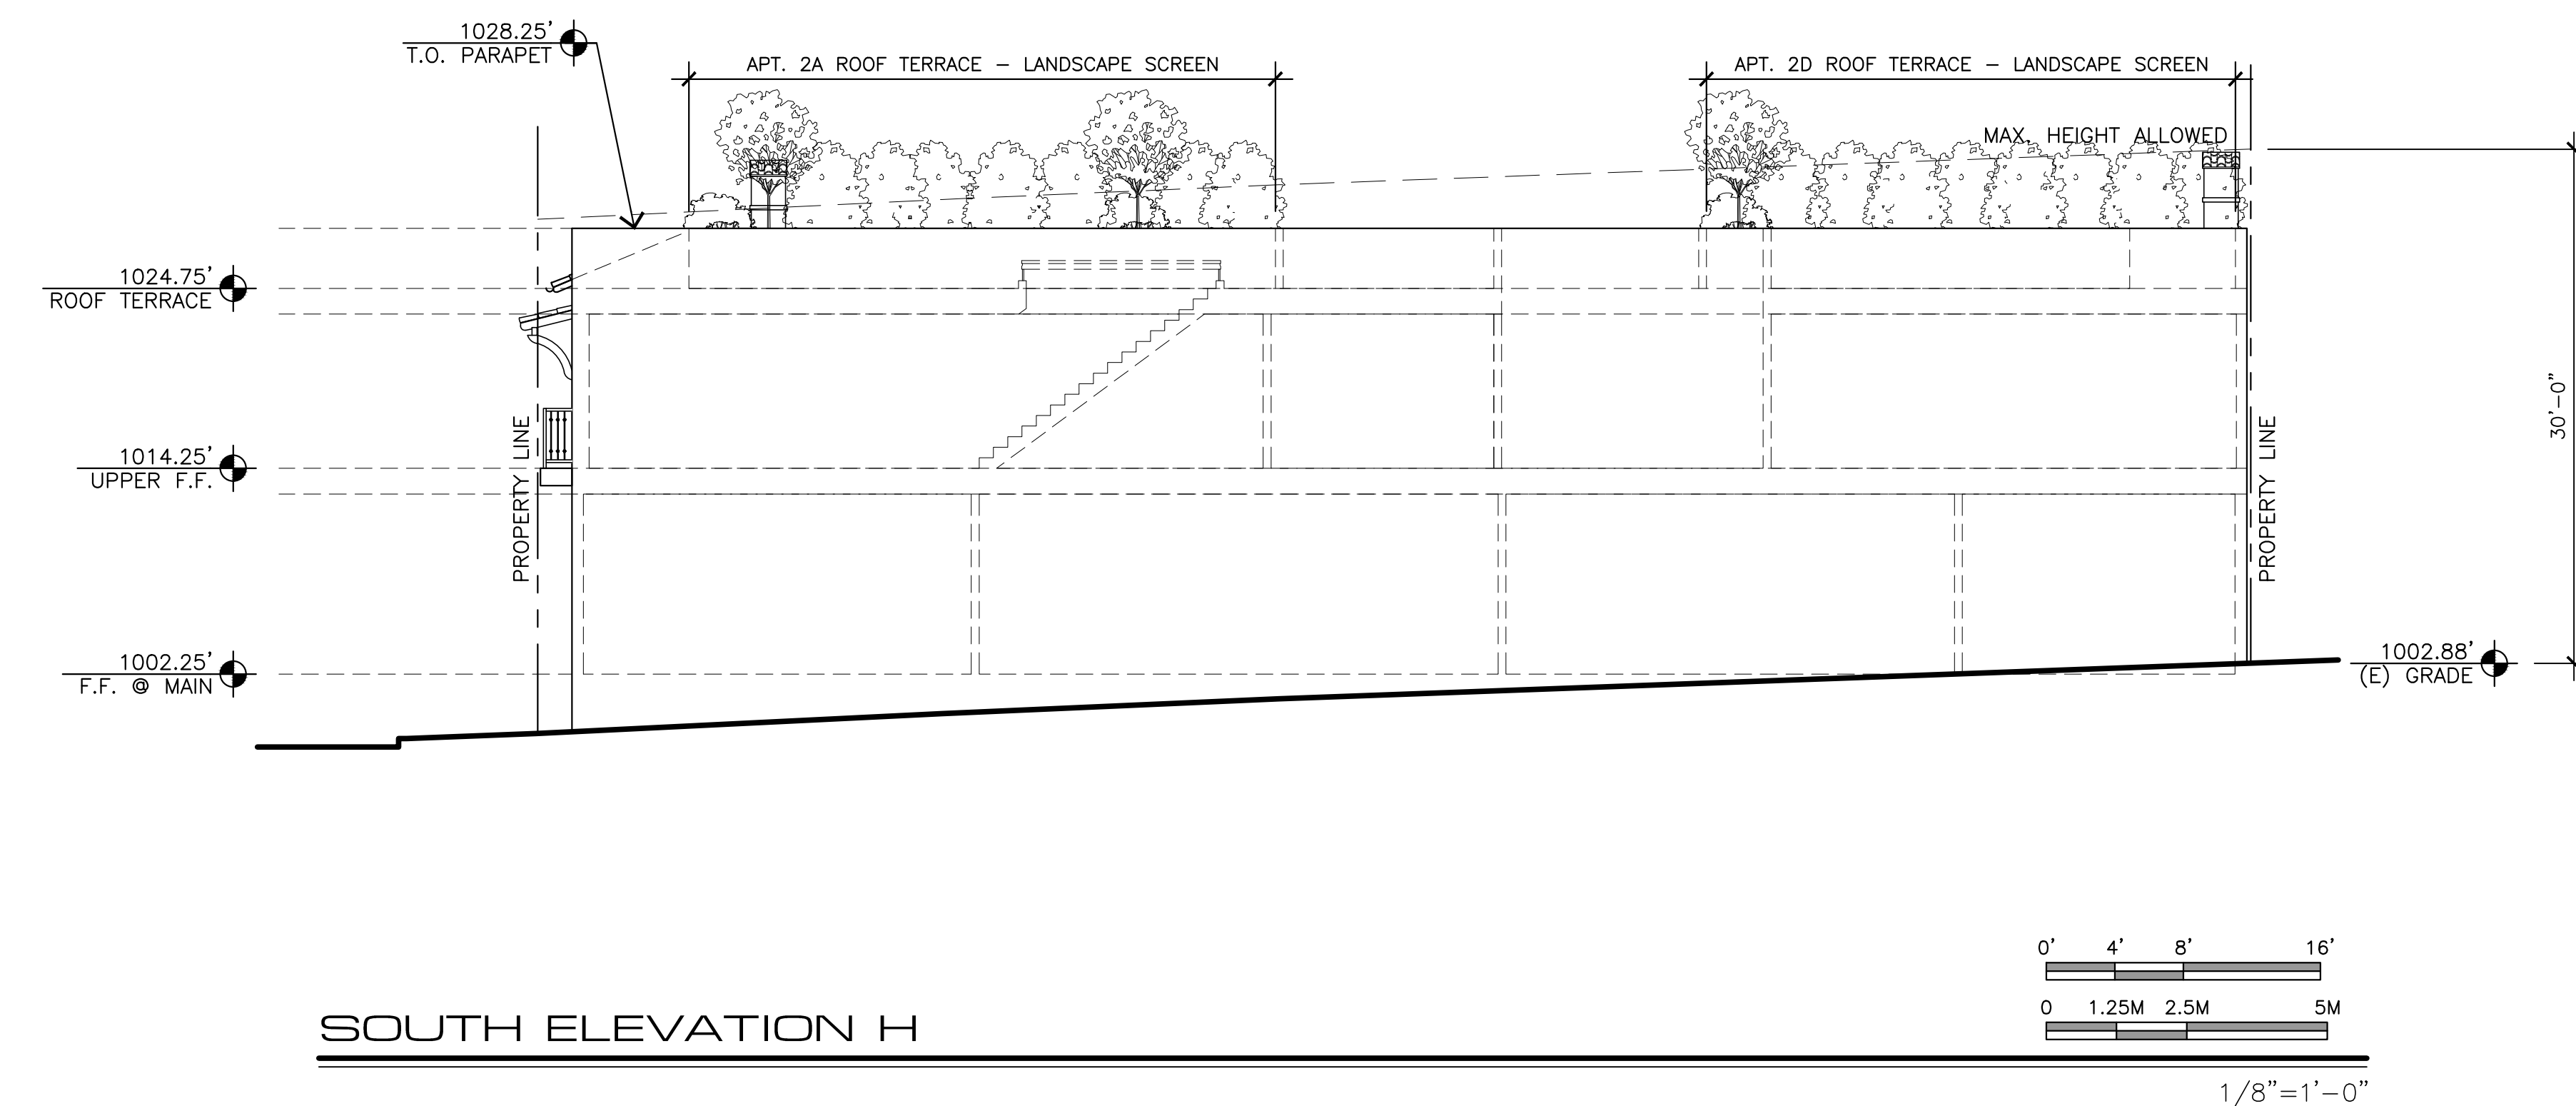 1028.25'
T.O. PARAPET
APT. 2A ROOF TERRACE – LANDSCAPE SCREEN
APT. 2D ROOF TERRACE – LANDSCAPE SCREEN
MAX. HEIGHT ALLOWED
1024.75'
ROOF TERRACE
30'–0"
1014.25'
UPPER F.F.
PROPERTY LINE
PROPERTY LINE
1002.25'
F.F. @ MAIN
1002.88'
(E) GRADE
0' 4' 8' 16'
0 1.25M 2.5M 5M
SOUTH ELEVATION H
1/8"=1'–0"